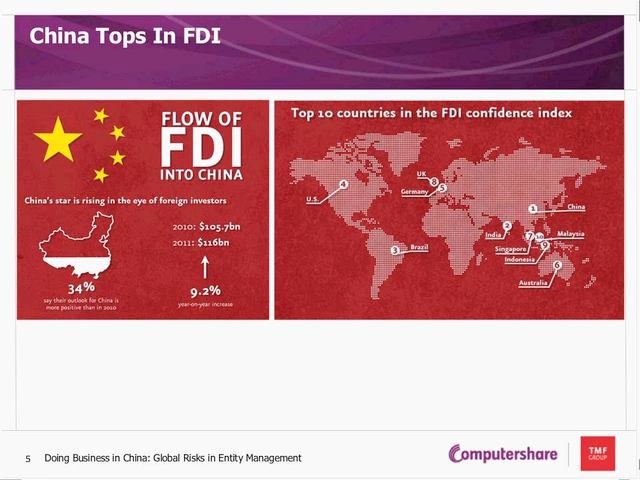 China Tops In FDI
FLOW OF
FDI
INTO CHINA
China's star is rising in the eye of foreign investors
2010: $105.7bn
2011: $116bn
34%
say their outlook for China is
more positive than in 2010
9.2%
year-on-year increase
Top 10 countries in the FDI confidence index
UK
8
4
Germany
5
U.S.
1
China
2
India
7
10
Malaysia
Singapore
9
Indonesia
3
Brazil
6
Australia
5 Doing Business in China: Global Risks in Entity Management
Computershare
TMF
GROUP